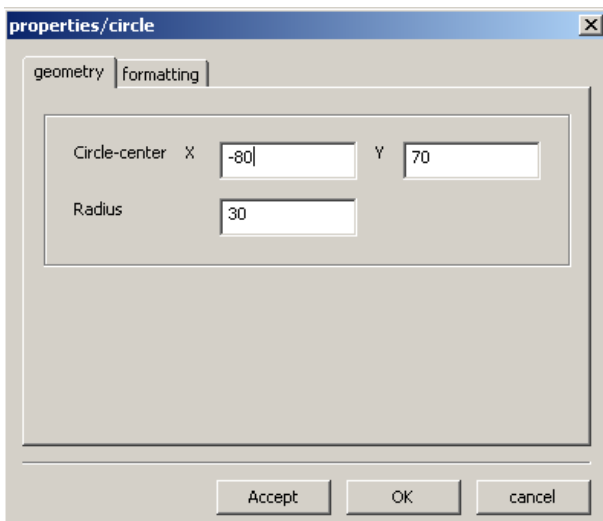 properties/circle
geometry formatting
Circle-center X -80 Y 70
Radius 30
Accept OK cancel